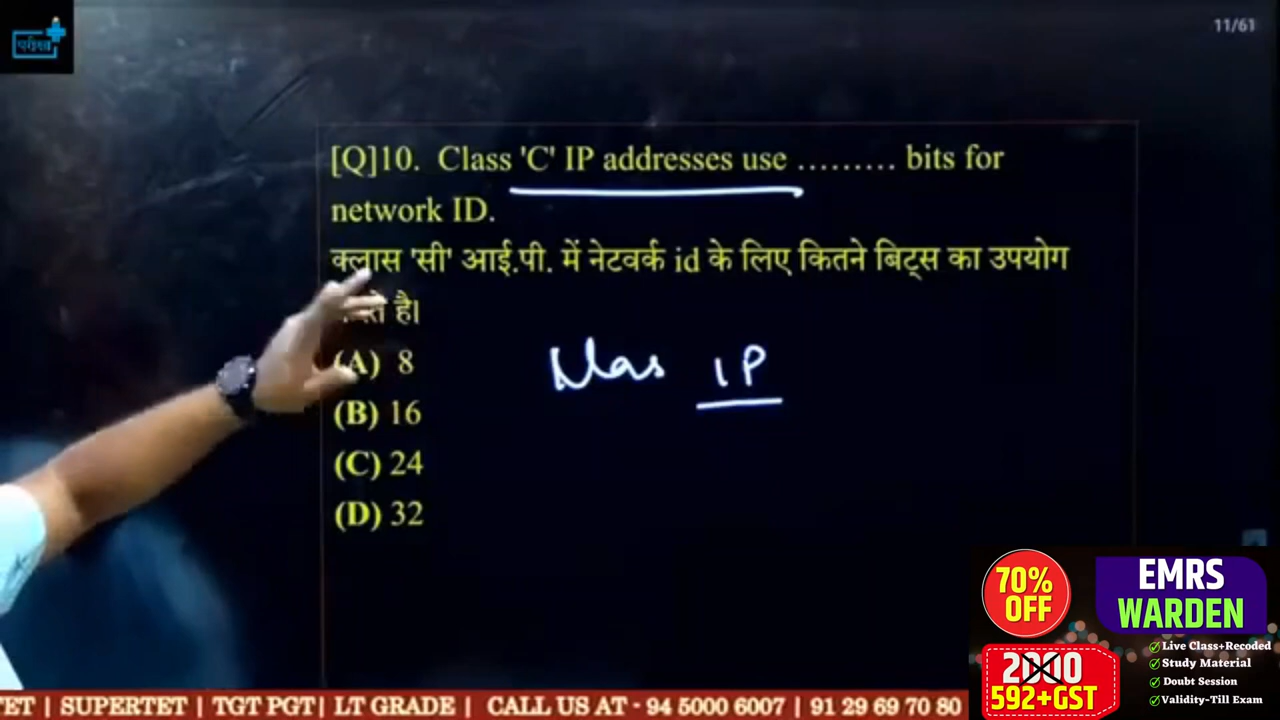 परीक्षा
11/61
[Q]10. Class 'C' IP addresses use ......... bits for
network ID.
क्लास 'सी' आई.पी. में नेटवर्क id के लिए कितने बिट्स का उपयोग
है।
(A) 8
(B) 16
(C) 24
(D) 32
IP
70%
OFF
EMRS
WARDEN
2000
592+GST
Live Class+Recoded
Study Material
Doubt Session
Validity-Till Exam
TET | SUPERTET | TGT PGT | LT GRADE | CALL US AT - 94 5000 6007 | 91 29 69 70 80